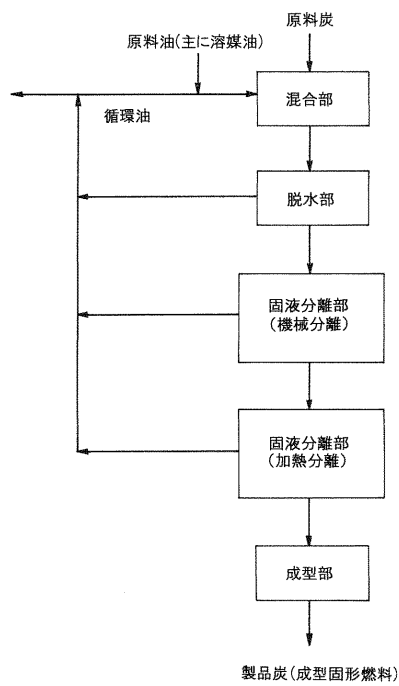 原料炭
原料油(主に溶媒油)
混合部
循環油
脱水部
固液分離部
(機械分離)
固液分離部
(加熱分離)
成型部
製品炭(成型固形燃料)